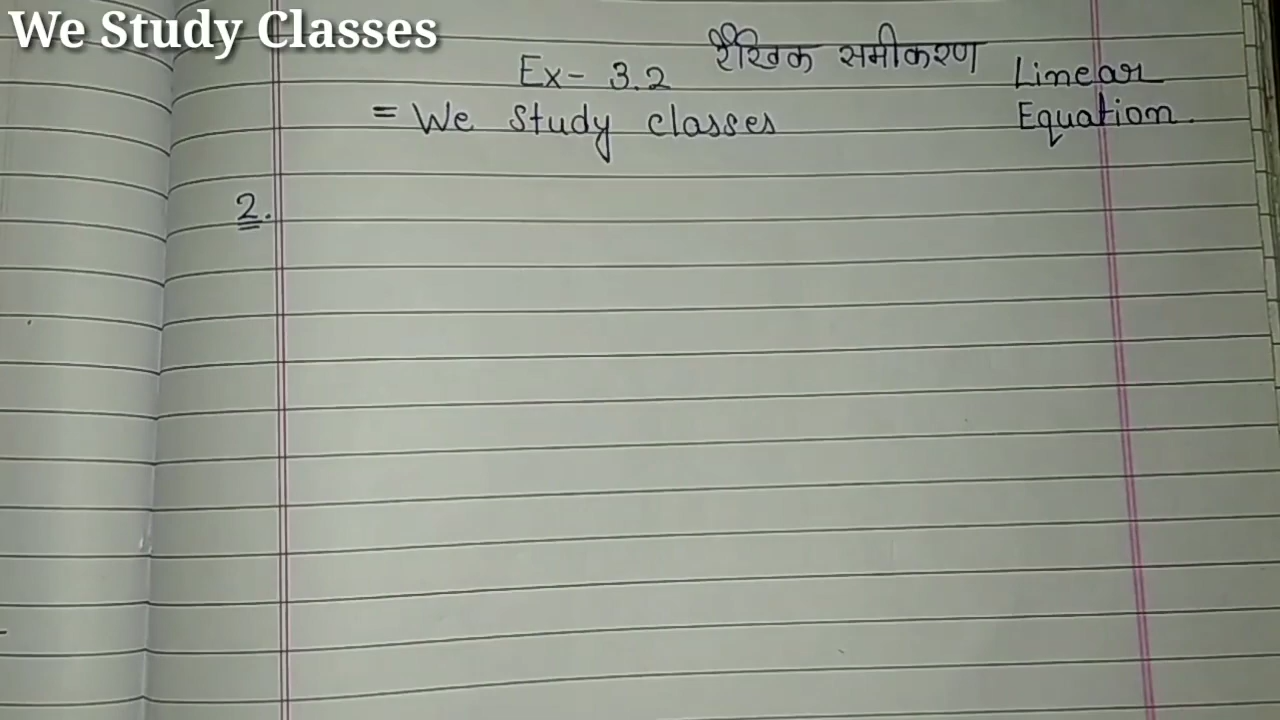 We Study Classes
Ex- 3.2 रैखिक समीकरण Linear
= We study classes Equation.
2.